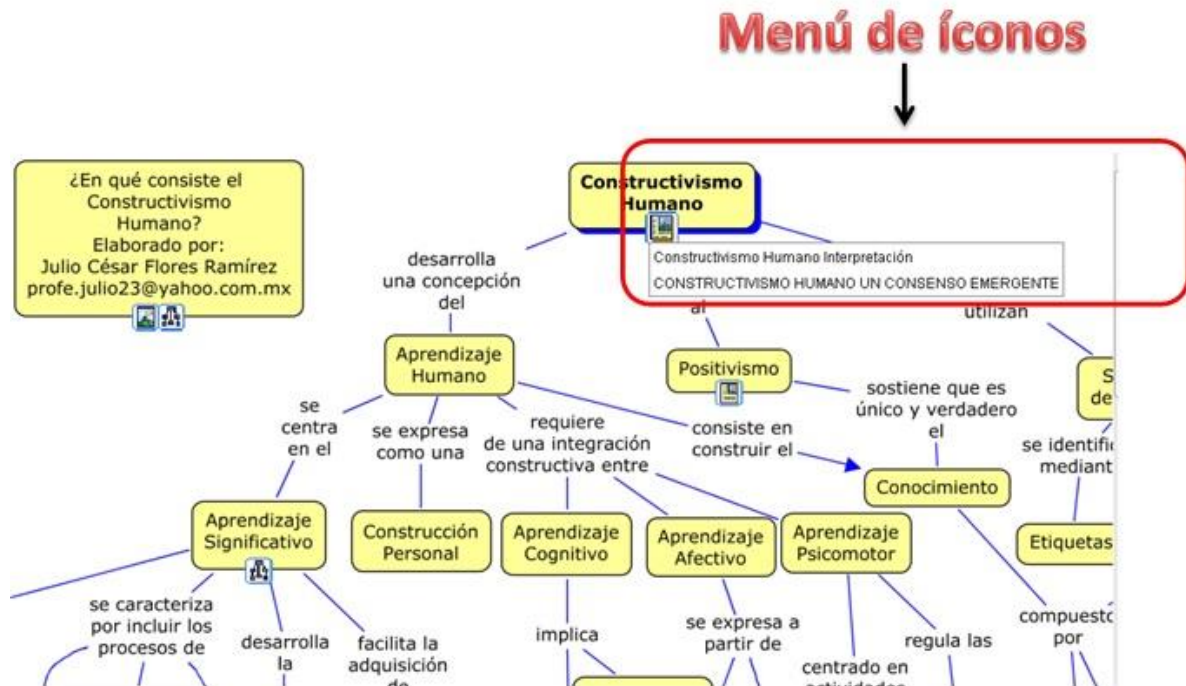 Menú de íconos
¿En qué consiste el
Constructivismo
Humano?
Elaborado por:
Julio César Flores Ramírez
profe.julio23@yahoo.com.mx
Constructivismo
Humano
Constructivismo Humano Interpretación
CONSTRUCTIVISMO HUMANO UN CONSENSO EMERGENTE
desarrolla
una concepción
del
al
utilizan
Aprendizaje
Humano
Positivismo
sostiene que es
único y verdadero
el
se
centra
en el
se expresa
como una
requiere
de una integración
constructiva entre
consiste en
construir el
se identific
mediant
Conocimiento
Aprendizaje
Significativo
Construcción
Personal
Aprendizaje
Cognitivo
Aprendizaje
Afectivo
Aprendizaje
Psicomotor
Etiquetas
se caracteriza
por incluir los
procesos de
desarrolla
la
facilita la
adquisición
de
implica
se expresa a
partir de
centrado en
actividades
regula las
compuesto
por